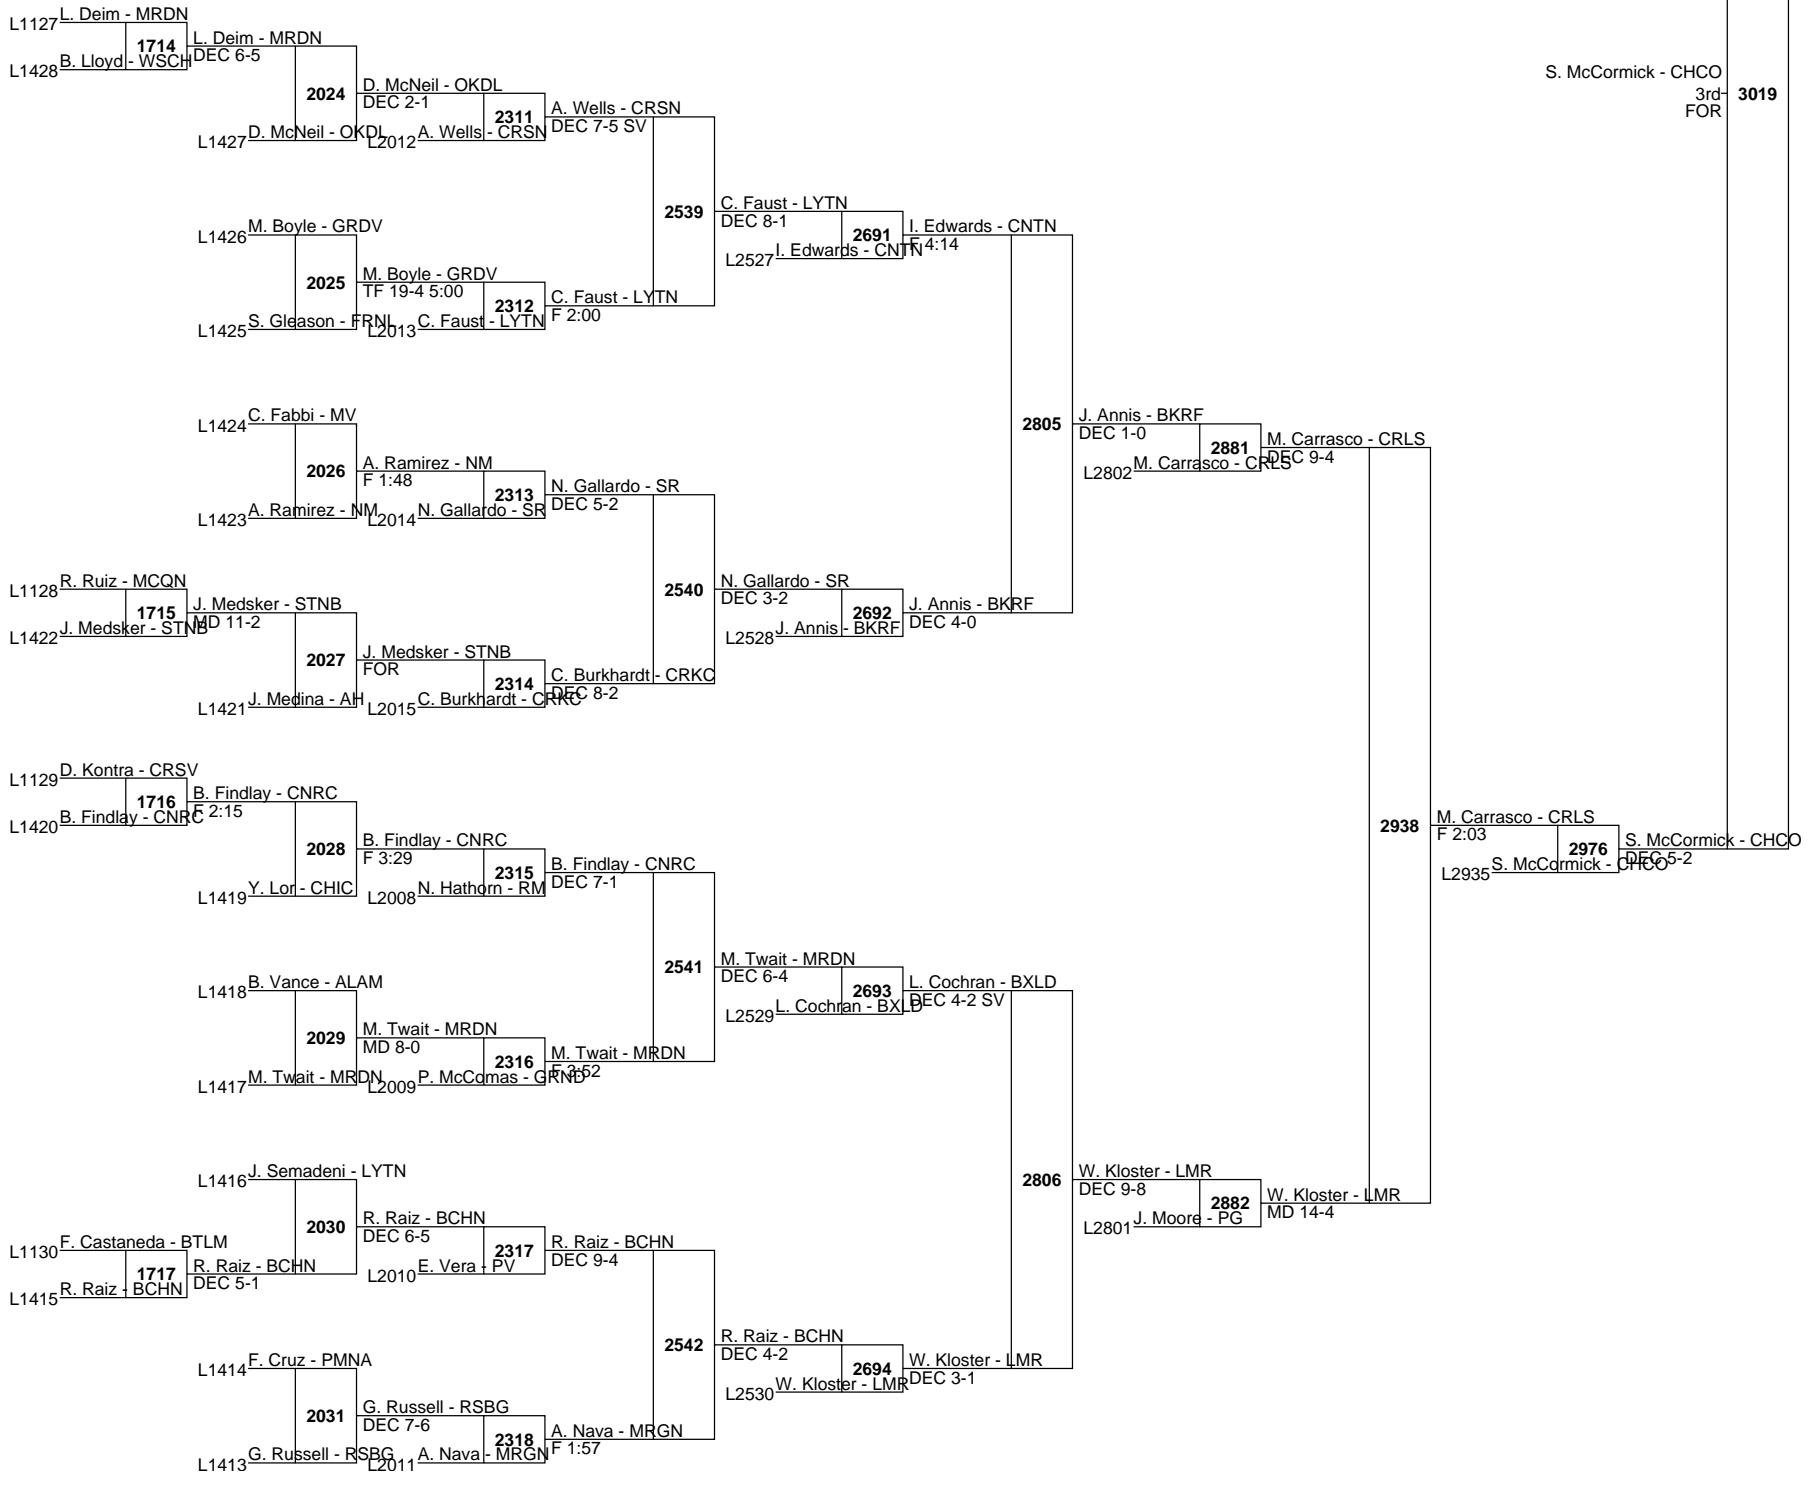 L. Deim - MRDN
L1127
1714
L. Deim - MRDN
DEC 6-5
B. Lloyd - WSCH
L1428
2024
D. McNeil - OKDL
DEC 2-1
D. McNeil - OKDL
L1427
2311
A. Wells - CRSN
DEC 7-5 SV
A. Wells - CRSN
L2012
S. McCormick - CHCO
3rd
FOR
3019
2539
C. Faust - LYTN
DEC 8-1
M. Boyle - GRDV
L1426
2025
M. Boyle - GRDV
TF 19-4 5:00
S. Gleason - FRNL
L1425
2312
C. Faust - LYTN
F 2:00
C. Faust - LYTN
L2013
2691
I. Edwards - CNTN
F 4:14
I. Edwards - CNTN
L2527
2805
J. Annis - BKRF
DEC 1-0
C. Fabbi - MV
L1424
2026
A. Ramirez - NM
F 1:48
A. Ramirez - NM
L1423
2313
N. Gallardo - SR
DEC 5-2
N. Gallardo - SR
L2014
2881
M. Carrasco - CRLS
DEC 9-4
M. Carrasco - CRLS
L2802
2540
N. Gallardo - SR
DEC 3-2
R. Ruiz - MCQN
L1128
1715
J. Medsker - STNB
MD 11-2
J. Medsker - STNB
L1422
2027
J. Medsker - STNB
FOR
J. Medina - AH
L1421
2314
C. Burkhardt - CRKC
DEC 8-2
C. Burkhardt - CRKC
L2015
2692
J. Annis - BKRF
DEC 4-0
J. Annis - BKRF
L2528
D. Kontra - CRSV
L1129
1716
B. Findlay - CNRC
F 2:15
B. Findlay - CNRC
L1420
2028
B. Findlay - CNRC
F 3:29
Y. Lor - CHIC
L1419
2315
B. Findlay - CNRC
DEC 7-1
N. Hathorn - RM
L2008
2938
M. Carrasco - CRLS
F 2:03
2976
S. McCormick - CHCO
DEC 5-2
S. McCormick - CHCO
L2935
2541
M. Twait - MRDN
DEC 6-4
B. Vance - ALAM
L1418
2029
M. Twait - MRDN
MD 8-0
M. Twait - MRDN
L1417
2316
M. Twait - MRDN
F 3:52
P. McComas - GRND
L2009
2693
L. Cochran - BXLD
DEC 4-2 SV
L. Cochran - BXLD
L2529
2806
W. Kloster - LMR
DEC 9-8
2882
W. Kloster - LMR
MD 14-4
J. Moore - PG
L2801
J. Semadeni - LYTN
L1416
2030
R. Raiz - BCHN
DEC 6-5
F. Castaneda - BTLM
L1130
1717
R. Raiz - BCHN
DEC 5-1
R. Raiz - BCHN
L1415
2317
R. Raiz - BCHN
DEC 9-4
E. Vera - PV
L2010
2542
R. Raiz - BCHN
DEC 4-2
2694
W. Kloster - LMR
DEC 3-1
W. Kloster - LMR
L2530
F. Cruz - PMNA
L1414
2031
G. Russell - RSBG
DEC 7-6
G. Russell - RSBG
L1413
2318
A. Nava - MRGN
F 1:57
A. Nava - MRGN
L2011